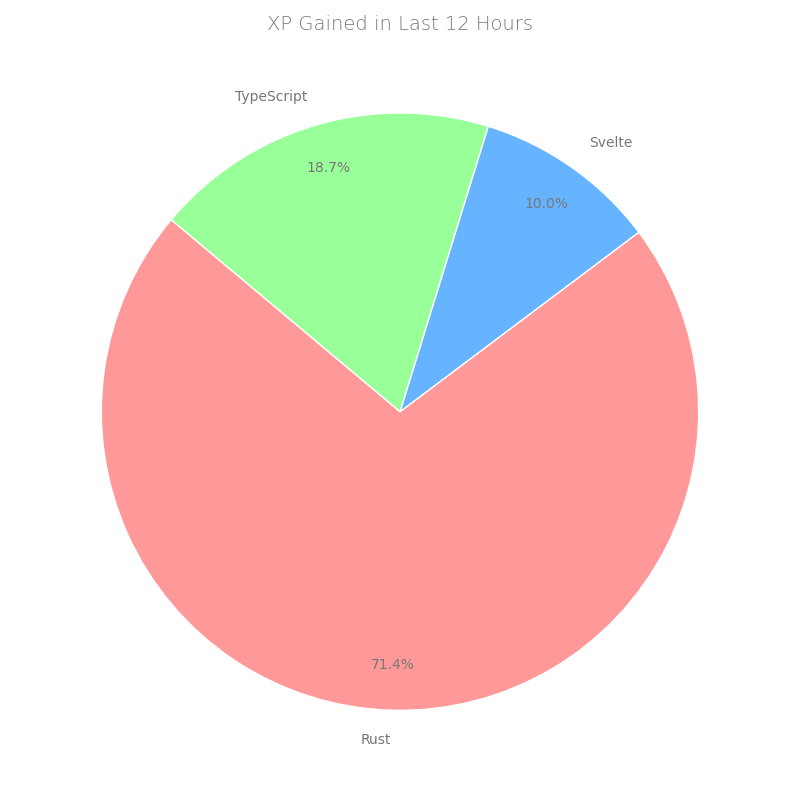 XP Gained in Last 12 Hours
TypeScript
Svelte
18.7%
10.0%
71.4%
Rust